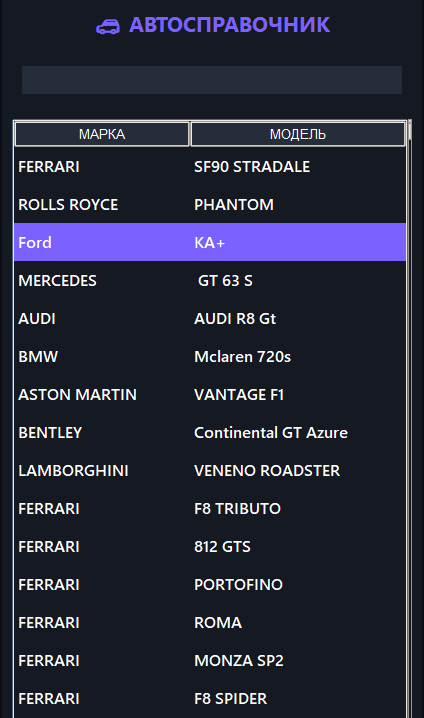 АВТОСПРАВОЧНИК
МАРКА МОДЕЛЬ
FERRARI SF90 STRADALE
ROLLS ROYCE PHANTOM
Ford KA+
MERCEDES GT 63 S
AUDI AUDI R8 Gt
BMW Mclaren 720s
ASTON MARTIN VANTAGE F1
BENTLEY Continental GT Azure
LAMBORGHINI VENENO ROADSTER
FERRARI F8 TRIBUTO
FERRARI 812 GTS
FERRARI PORTOFINO
FERRARI ROMA
FERRARI MONZA SP2
FERRARI F8 SPIDER